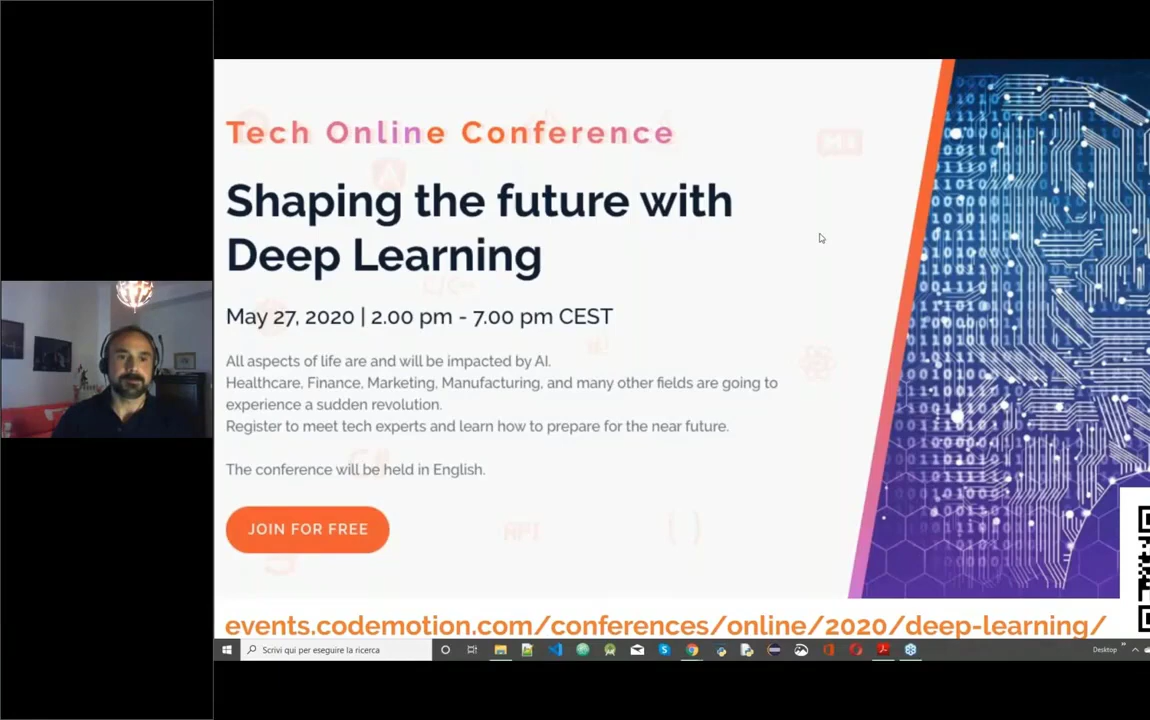 Tech Online Conference
Shaping the future with
Deep Learning
May 27, 2020 | 2.00 pm - 7.00 pm CEST
All aspects of life are and will be impacted by AI.
Healthcare, Finance, Marketing, Manufacturing, and many other fields are going to
experience a sudden revolution.
Register to meet tech experts and learn how to prepare for the near future.
The conference will be held in English.
JOIN FOR FREE
events.codemotion.com/conferences/online/2020/deep-learning/
Scrivi qui per eseguire la ricerca
Desktop